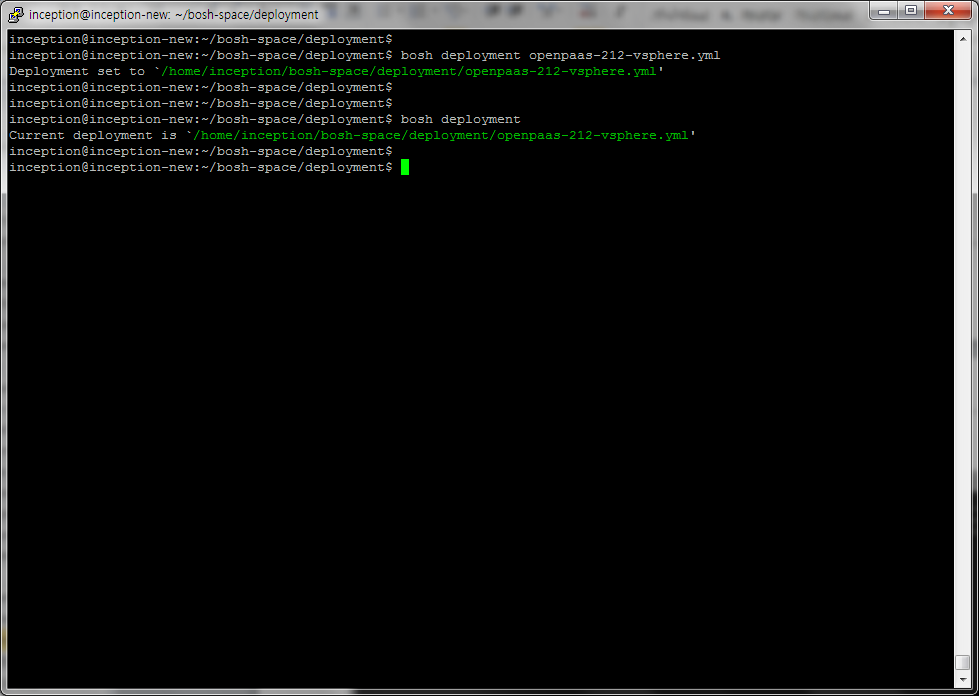 inception@inception-new: ~/bosh-space/deployment
inception@inception-new:~/bosh-space/deployment$
inception@inception-new:~/bosh-space/deployment$ bosh deployment openpaas-212-vsphere.yml
Deployment set to `/home/inception/bosh-space/deployment/openpaas-212-vsphere.yml'
inception@inception-new:~/bosh-space/deployment$
inception@inception-new:~/bosh-space/deployment$
inception@inception-new:~/bosh-space/deployment$ bosh deployment
Current deployment is `/home/inception/bosh-space/deployment/openpaas-212-vsphere.yml'
inception@inception-new:~/bosh-space/deployment$
inception@inception-new:~/bosh-space/deployment$